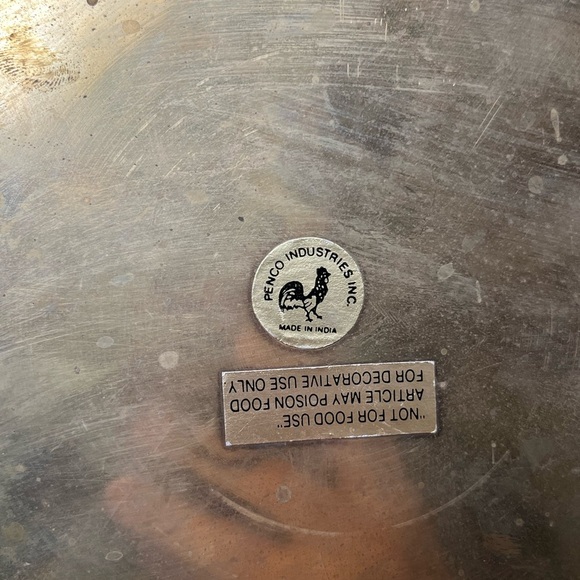 PENCO INDUSTRIES INC.
MADE IN INDIA
"NOT FOR FOOD USE"
ARTICLE MAY POISON FOOD
FOR DECORATIVE USE ONLY